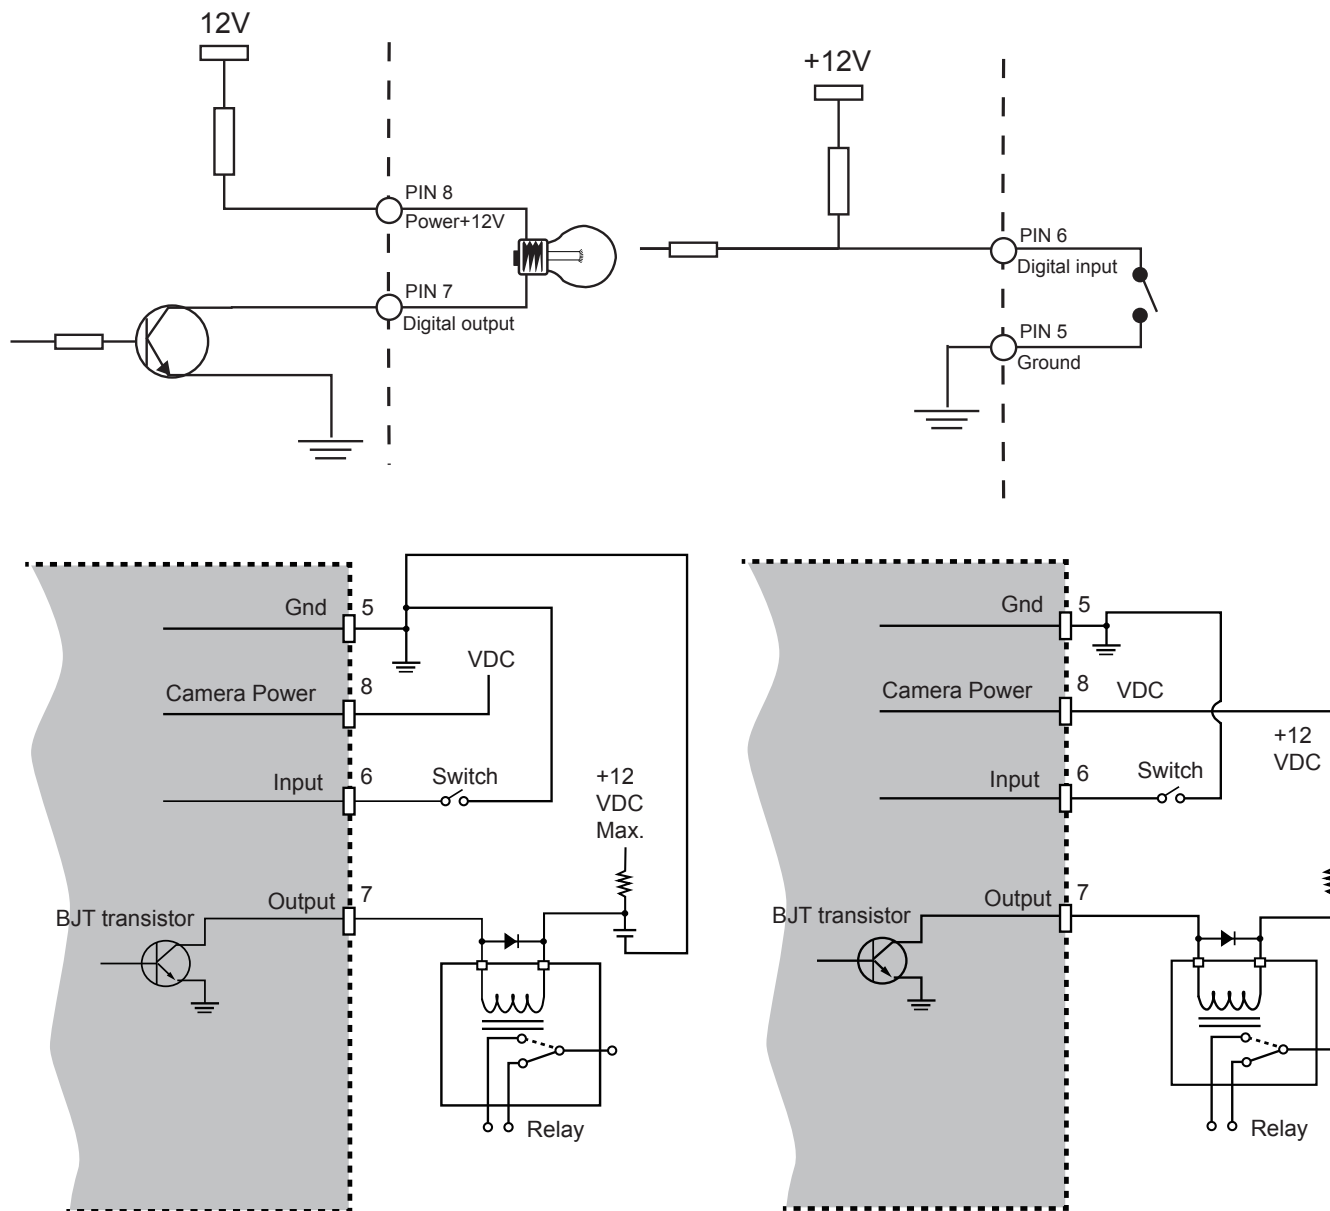 12V
PIN 8
Power+12V
PIN 7
Digital output
+12V
PIN 6
Digital input
PIN 5
Ground
Gnd
5
Camera Power
8
VDC
Input
6
Switch
+12
VDC
Max.
Output
7
BJT transistor
Relay
Gnd
5
Camera Power
8
VDC
+12
VDC
Input
6
Switch
Output
7
BJT transistor
Relay